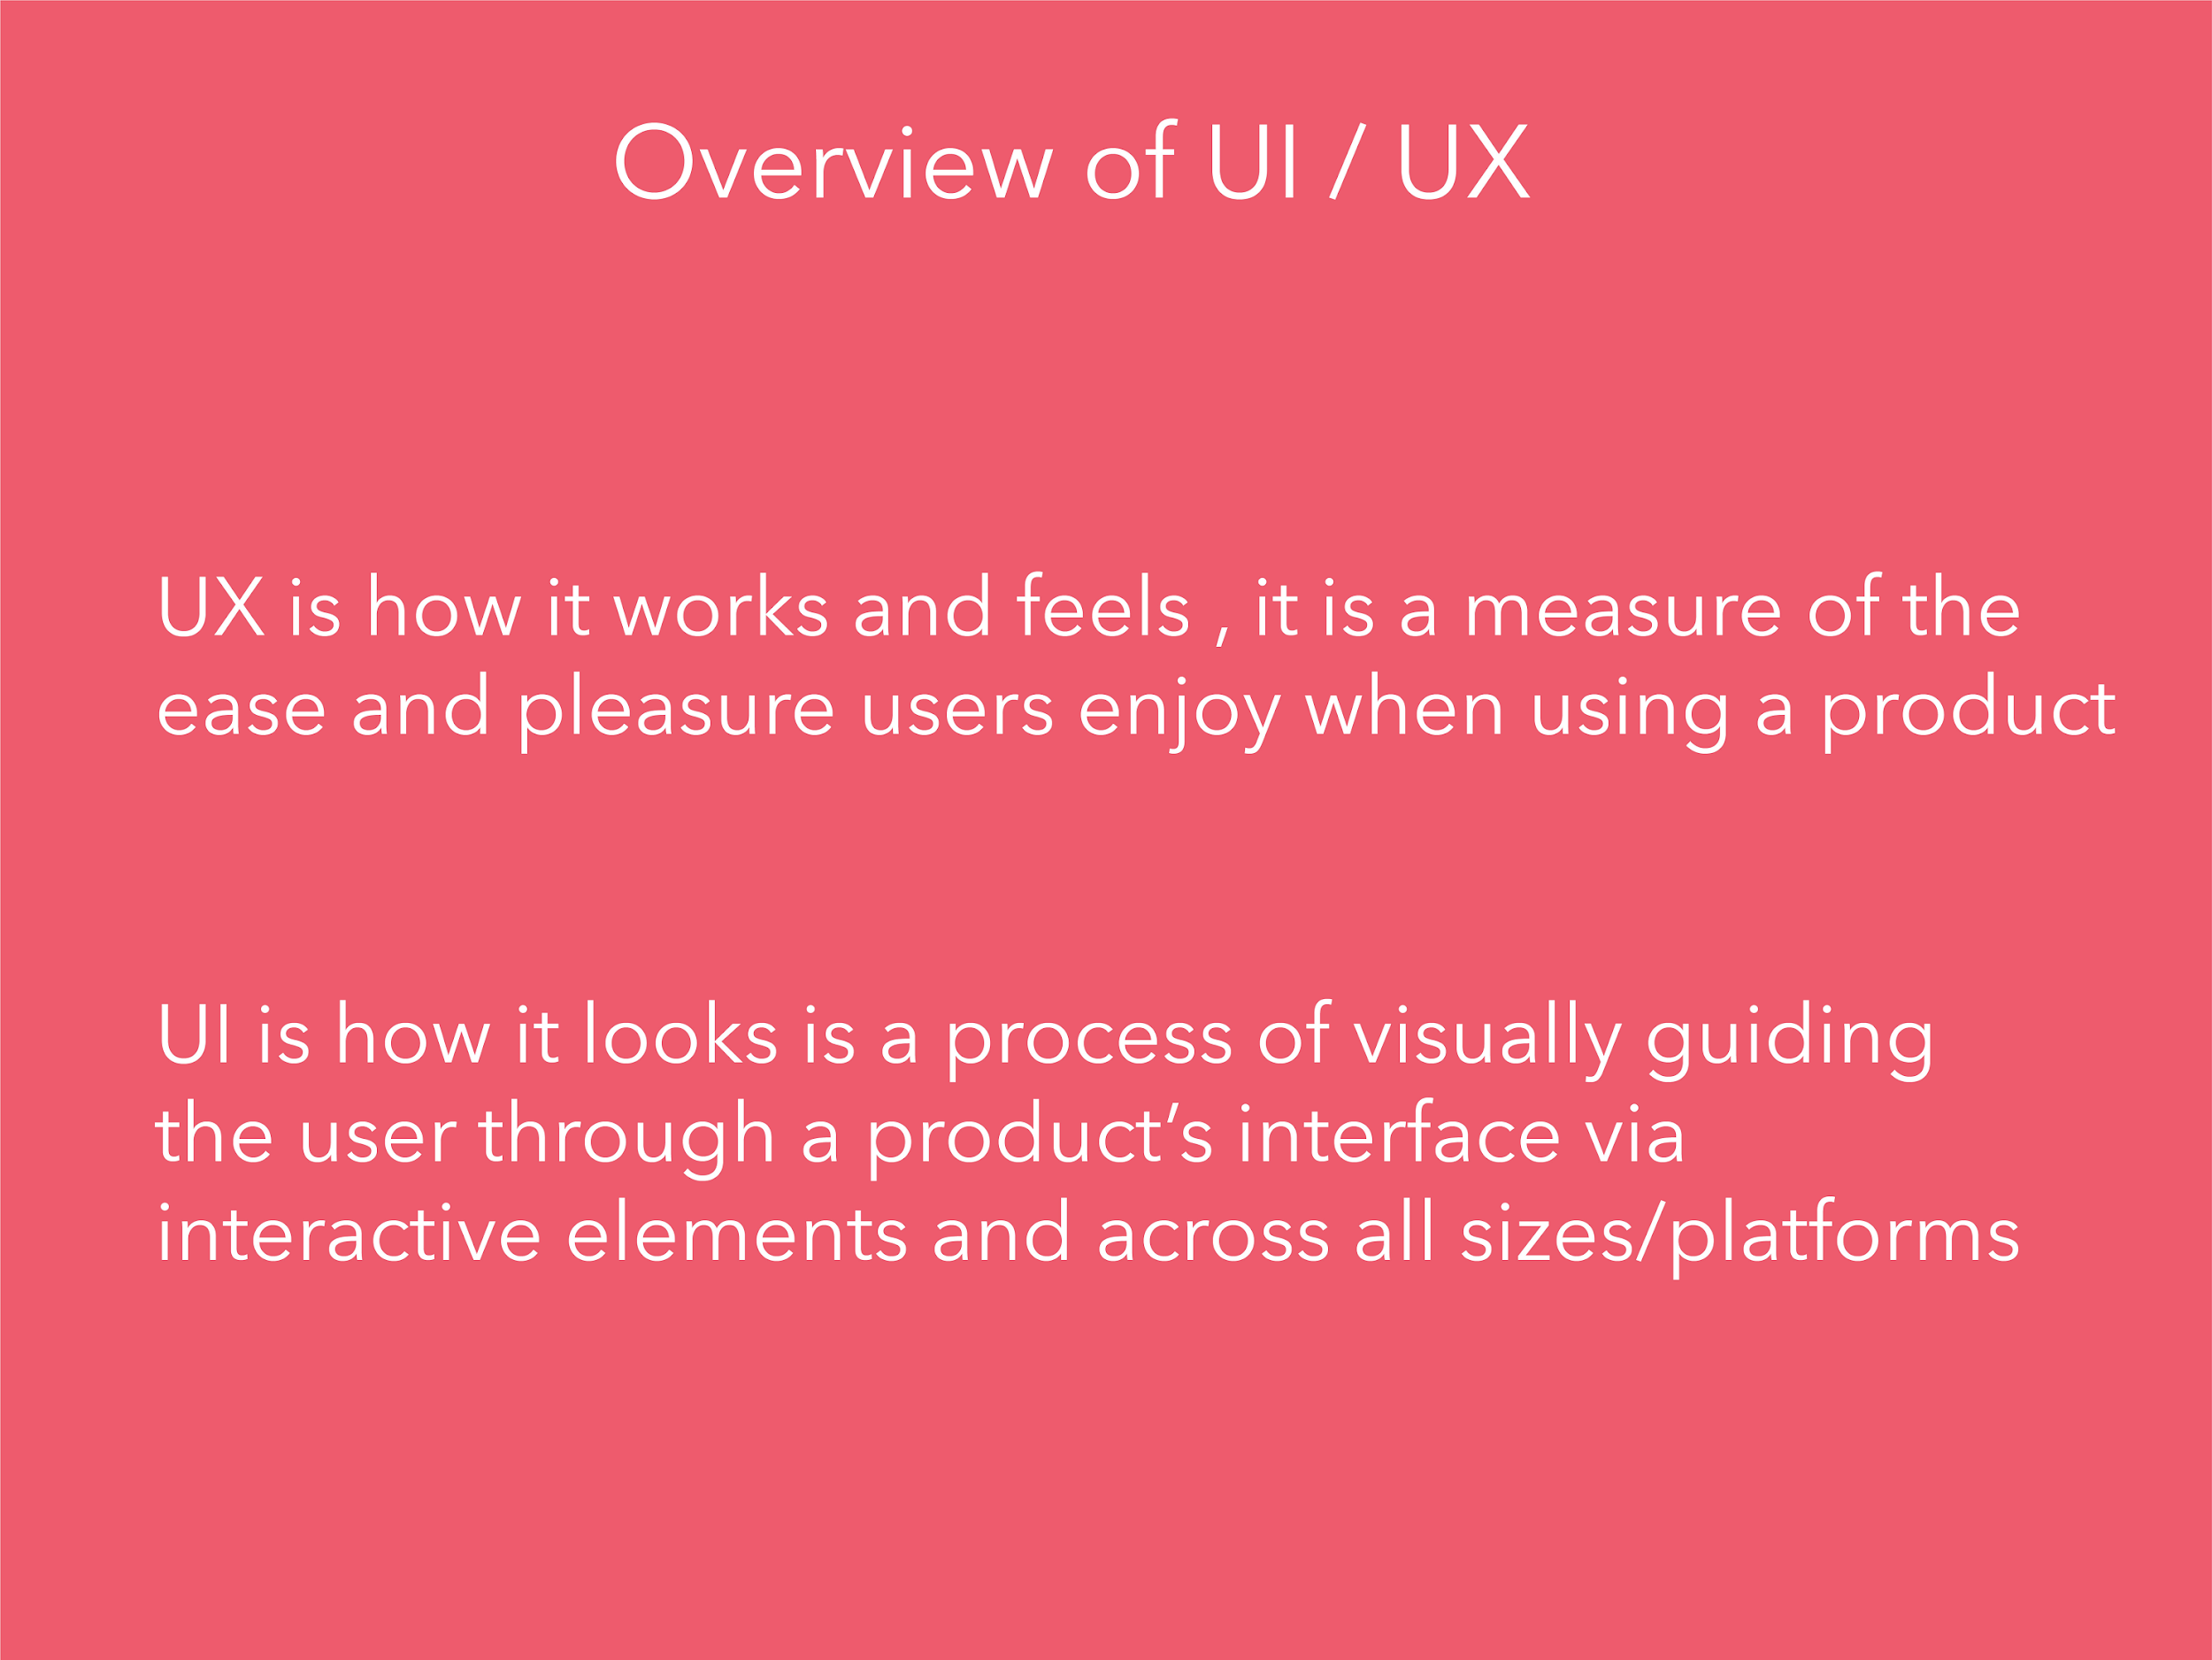 Overview of UI / UX
UX is how it works and feels , it is a measure of the
ease and pleasure users enjoy when using a product
UI is how it looks is a process of visually guiding
the user through a product‘s interface via
interactive elements and across all sizes/platforms